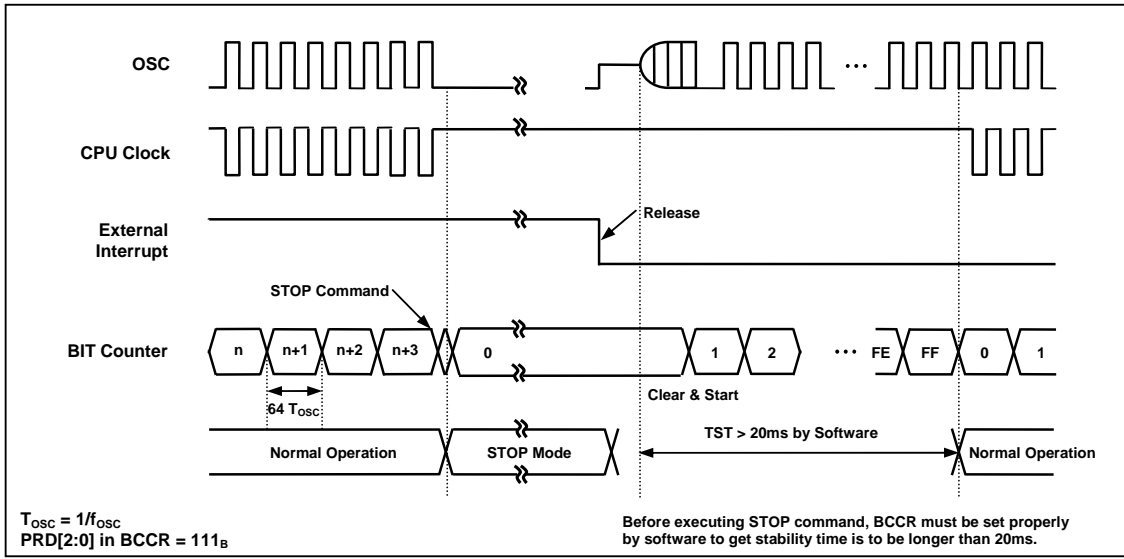 OSC
...
CPU Clock
Release
External
Interrupt
STOP Command
BIT Counter
n n+1 n+2 n+3 0 1 2 ... FE FF 0 1
64 TOSC
Clear & Start
TST > 20ms by Software
Normal Operation STOP Mode Normal Operation
TOSC = 1/fOSC
PRD[2:0] in BCCR = 111B
Before executing STOP command, BCCR must be set properly
by software to get stability time is to be longer than 20ms.